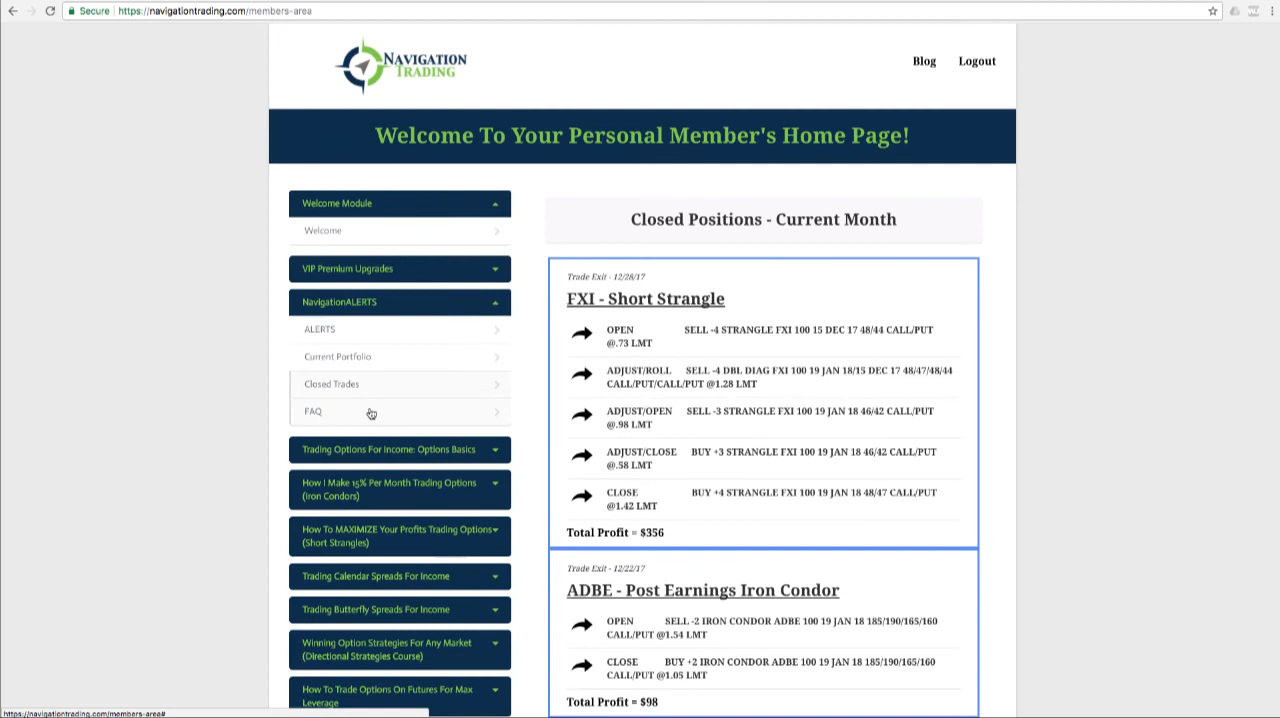 Secure
https://navigationtrading.com/members-area
NAVIGATION
TRADING
Blog
Logout
Welcome To Your Personal Member's Home Page!
Welcome Module
Welcome
VIP Premium Upgrades
NavigationALERTS
ALERTS
Current Portfolio
Closed Trades
FAQ
Trading Options For Income: Options Basics
How I Make 15% Per Month Trading Options
(Iron Condors)
How To MAXIMIZE Your Profits Trading Options
(Short Strangles)
Trading Calendar Spreads For Income
Trading Butterfly Spreads For Income
Winning Option Strategies For Any Market
(Directional Strategies Course)
How To Trade Options On Futures For Max
Leverage
Closed Positions - Current Month
Trade Exit - 12/28/17
FXI - Short Strangle
OPEN SELL -4 STRANGLE FXI 100 15 DEC 17 48/44 CALL/PUT
@.73 LMT
ADJUST/ROLL SELL -4 DBL DIAG FXI 100 19 JAN 18/15 DEC 17 48/47/48/44
CALL/PUT/CALL/PUT @1.28 LMT
ADJUST/OPEN SELL -3 STRANGLE FXI 100 19 JAN 18 46/42 CALL/PUT
@.98 LMT
ADJUST/CLOSE BUY +3 STRANGLE FXI 100 19 JAN 18 46/42 CALL/PUT
@.58 LMT
CLOSE BUY +4 STRANGLE FXI 100 19 JAN 18 48/47 CALL/PUT
@1.42 LMT
Total Profit = $356
Trade Exit - 12/22/17
ADBE - Post Earnings Iron Condor
OPEN SELL -2 IRON CONDOR ADBE 100 19 JAN 18 185/190/165/160
CALL/PUT @1.54 LMT
CLOSE BUY +2 IRON CONDOR ADBE 100 19 JAN 18 185/190/165/160
CALL/PUT @1.05 LMT
Total Profit = $98
https://navigationtrading.com/members-area#